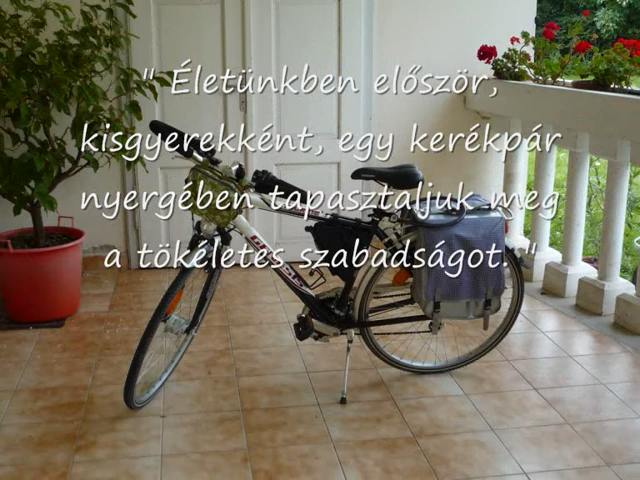 " Életünkben először,
kisgyerekként, egy kerékpár
nyergében tapasztaljuk meg
a tökéletes szabadságot. "